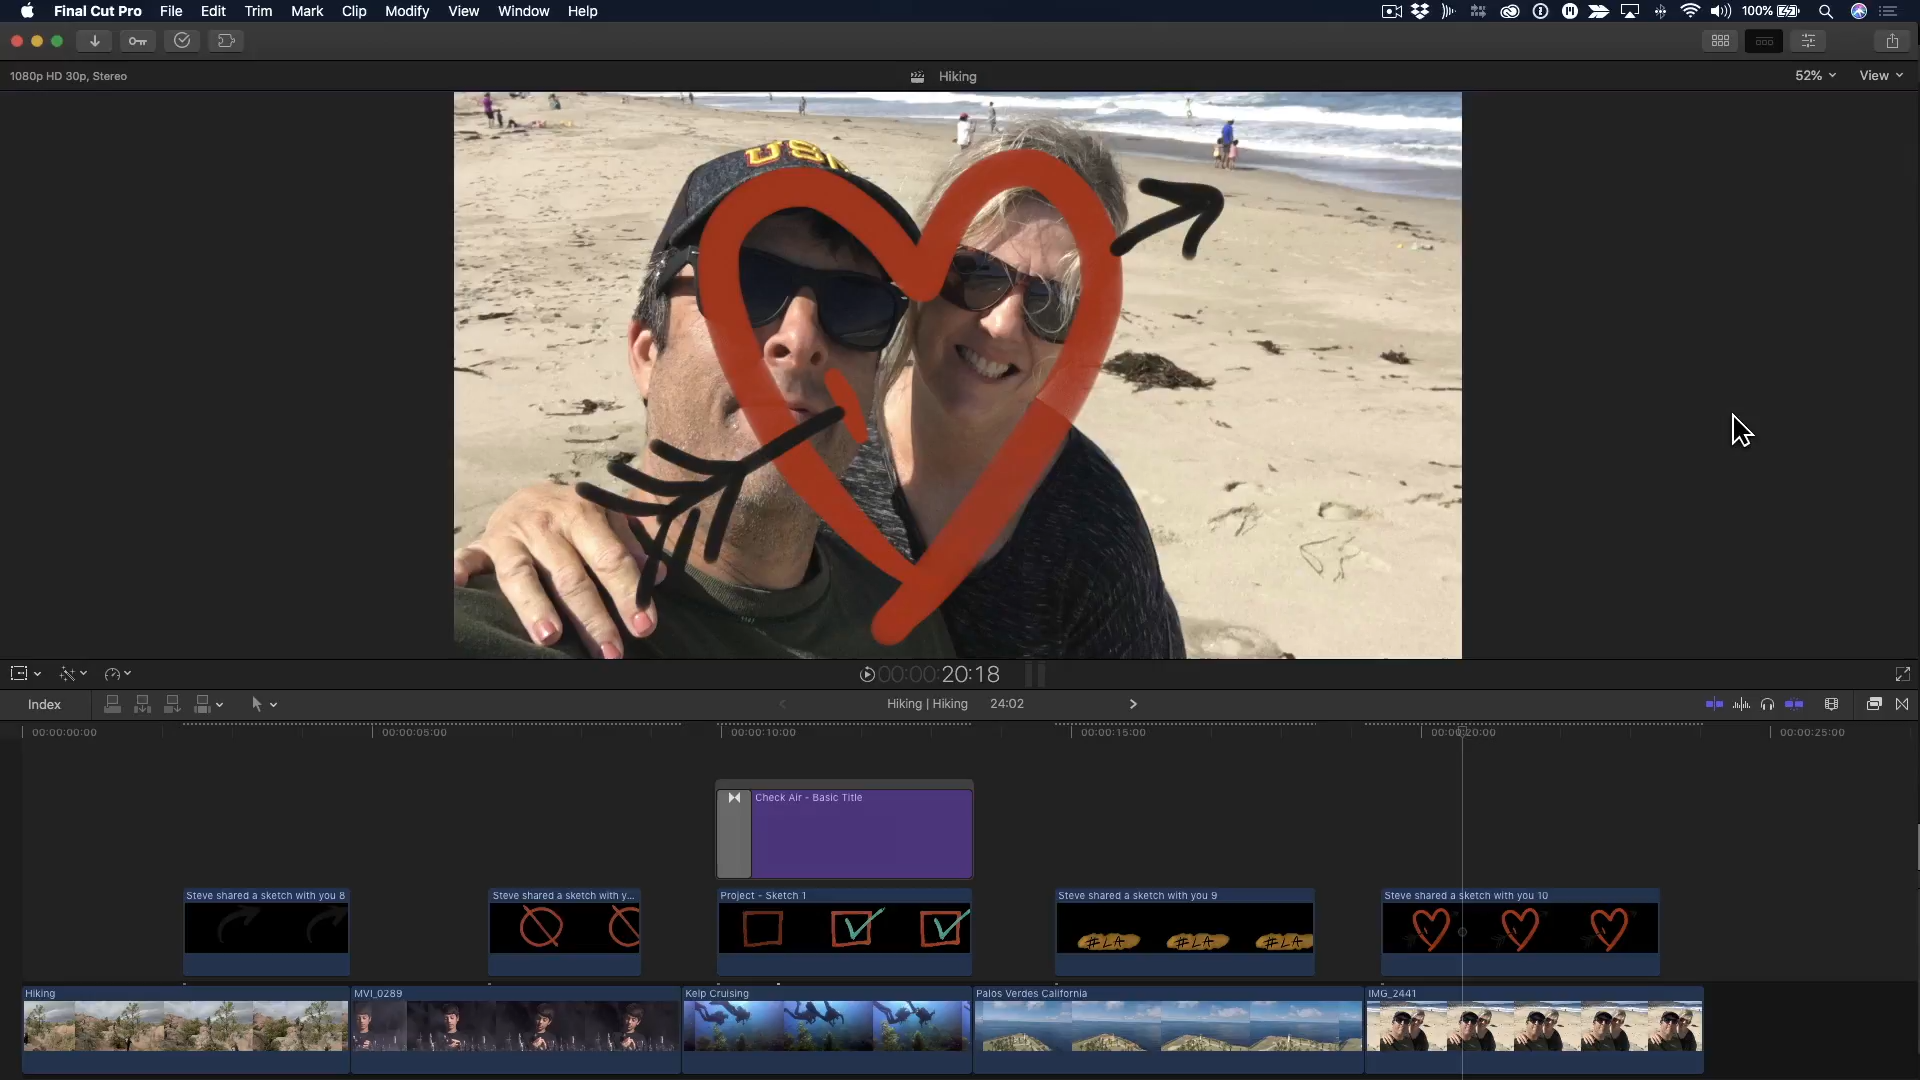 Final Cut Pro File Edit Trim Mark Clip Modify View Window Help 100%
1080p HD 30p, Stereo Hiking 52% View
00:00:00:20:18
Index Hiking | Hiking 24:02
00:00:00:00 00:00:05:00 00:00:10:00 00:00:15:00 00:00:20:00 00:00:25:00
Check Air - Basic Title
Steve shared a sketch with you 8 Steve shared a sketch with y... Project - Sketch 1 Steve shared a sketch with you 9 Steve shared a sketch with you 10
#LA #LA #LA
Hiking MVI_0289 Kelp Cruising Palos Verdes California IMG_2441